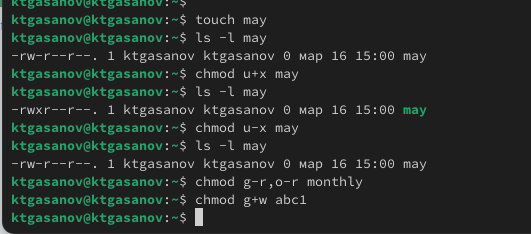 ktgasanov@ktgasanov:~$
ktgasanov@ktgasanov:~$ touch may
ktgasanov@ktgasanov:~$ ls -l may
-rw-r--r--. 1 ktgasanov ktgasanov 0 мар 16 15:00 may
ktgasanov@ktgasanov:~$ chmod u+x may
ktgasanov@ktgasanov:~$ ls -l may
-rwxr--r--. 1 ktgasanov ktgasanov 0 мар 16 15:00 may
ktgasanov@ktgasanov:~$ chmod u-x may
ktgasanov@ktgasanov:~$ ls -l may
-rw-r--r--. 1 ktgasanov ktgasanov 0 мар 16 15:00 may
ktgasanov@ktgasanov:~$ chmod g-r,o-r monthly
ktgasanov@ktgasanov:~$ chmod g+w abc1
ktgasanov@ktgasanov:~$